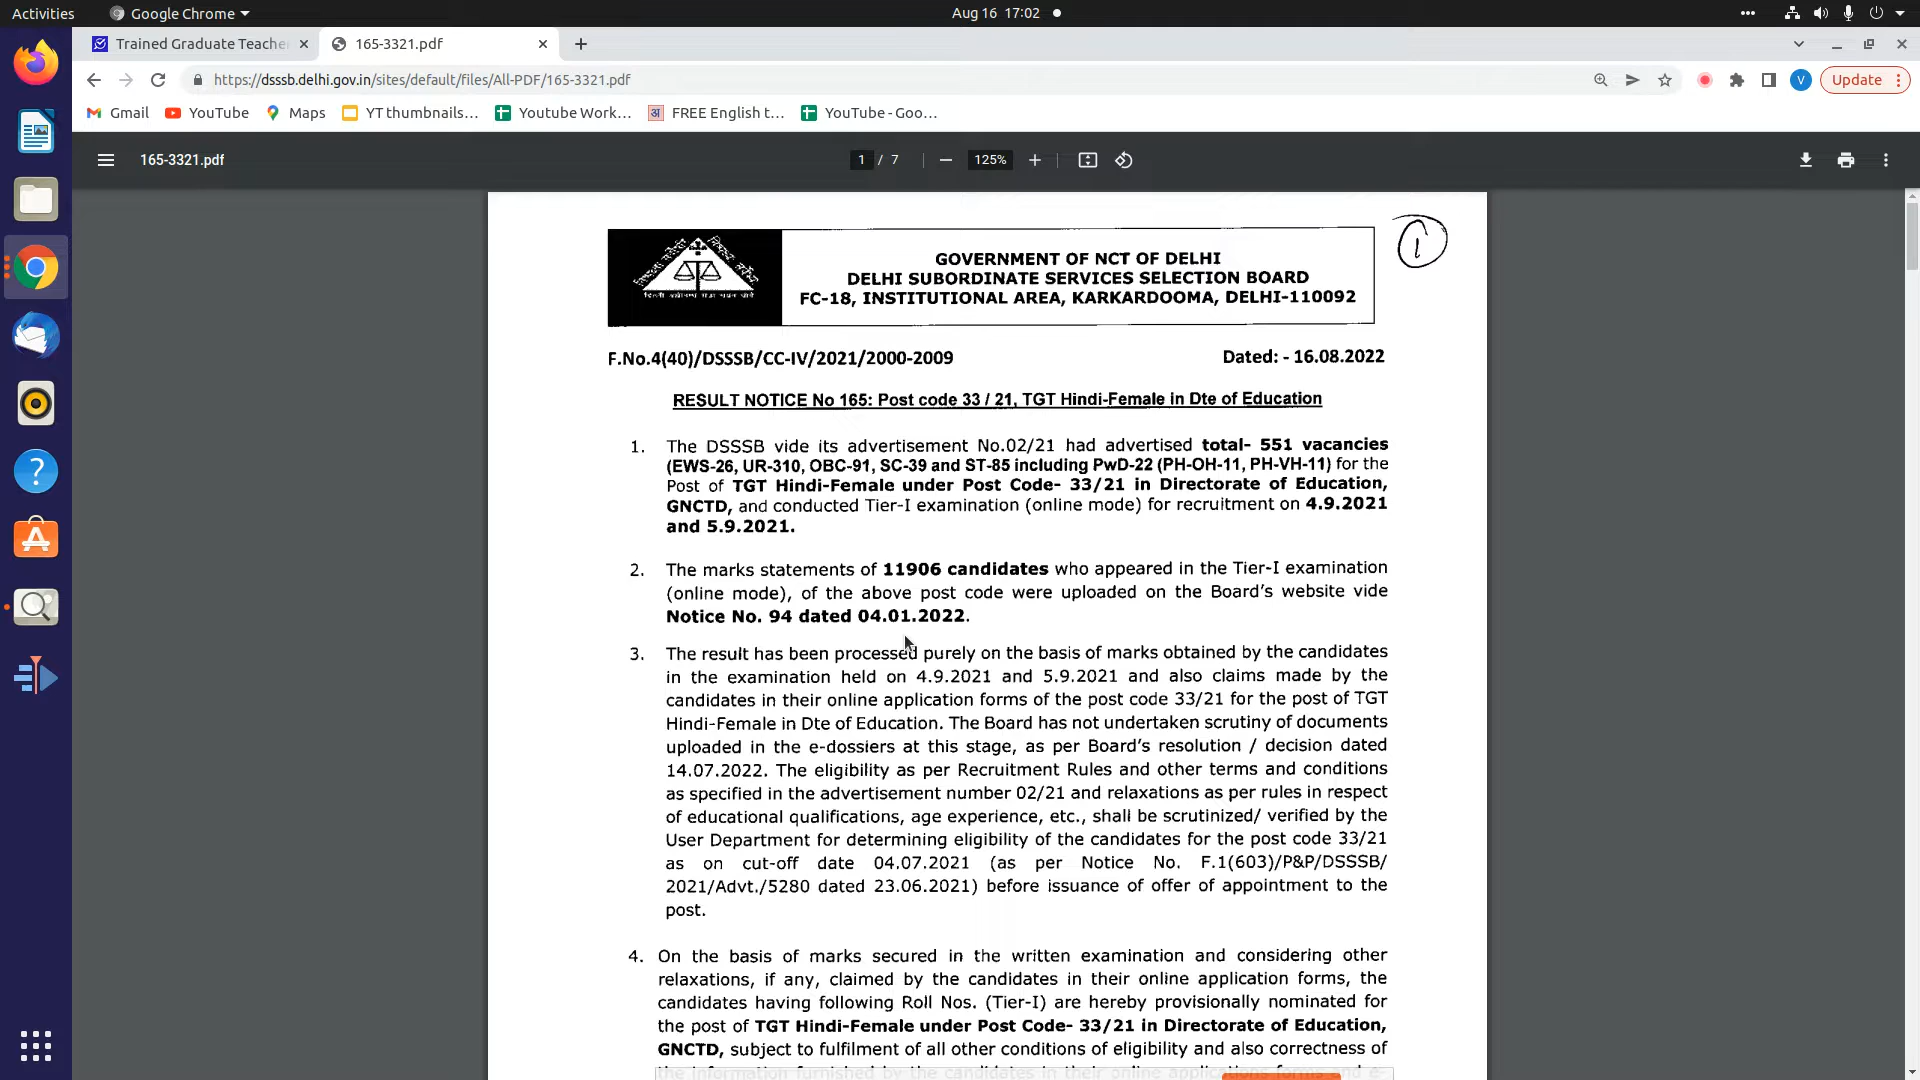 Activities Google Chrome Aug 16 17:02
Trained Graduate Teache 165-3321.pdf
https://dsssb.delhi.gov.in/sites/default/files/All-PDF/165-3321.pdf V Update
Gmail YouTube Maps YT thumbnails... Youtube Work... अ FREE English t... YouTube - Goo...
165-3321.pdf 1 / 7 125%
1
GOVERNMENT OF NCT OF DELHI
DELHI SUBORDINATE SERVICES SELECTION BOARD
FC-18, INSTITUTIONAL AREA, KARKARDOOMA, DELHI-110092
F.No.4(40)/DSSSB/CC-IV/2021/2000-2009 Dated: - 16.08.2022
RESULT NOTICE No 165: Post code 33 / 21, TGT Hindi-Female in Dte of Education
1. The DSSSB vide its advertisement No.02/21 had advertised total- 551 vacancies
(EWS-26, UR-310, OBC-91, SC-39 and ST-85 including PwD-22 (PH-OH-11, PH-VH-11) for the
Post of TGT Hindi-Female under Post Code- 33/21 in Directorate of Education,
GNCTD, and conducted Tier-I examination (online mode) for recruitment on 4.9.2021
and 5.9.2021.
2. The marks statements of 11906 candidates who appeared in the Tier-I examination
(online mode), of the above post code were uploaded on the Board's website vide
Notice No. 94 dated 04.01.2022.
3. The result has been processed purely on the basis of marks obtained by the candidates
in the examination held on 4.9.2021 and 5.9.2021 and also claims made by the
candidates in their online application forms of the post code 33/21 for the post of TGT
Hindi-Female in Dte of Education. The Board has not undertaken scrutiny of documents
uploaded in the e-dossiers at this stage, as per Board's resolution / decision dated
14.07.2022. The eligibility as per Recruitment Rules and other terms and conditions
as specified in the advertisement number 02/21 and relaxations as per rules in respect
of educational qualifications, age experience, etc., shall be scrutinized/ verified by the
User Department for determining eligibility of the candidates for the post code 33/21
as on cut-off date 04.07.2021 (as per Notice No. F.1(603)/P&P/DSSSB/
2021/Advt./5280 dated 23.06.2021) before issuance of offer of appointment to the
post.
4. On the basis of marks secured in the written examination and considering other
relaxations, if any, claimed by the candidates in their online application forms, the
candidates having following Roll Nos. (Tier-I) are hereby provisionally nominated for
the post of TGT Hindi-Female under Post Code- 33/21 in Directorate of Education,
GNCTD, subject to fulfilment of all other conditions of eligibility and also correctness of
the information furnished by the candidates in their online applications forms and e-